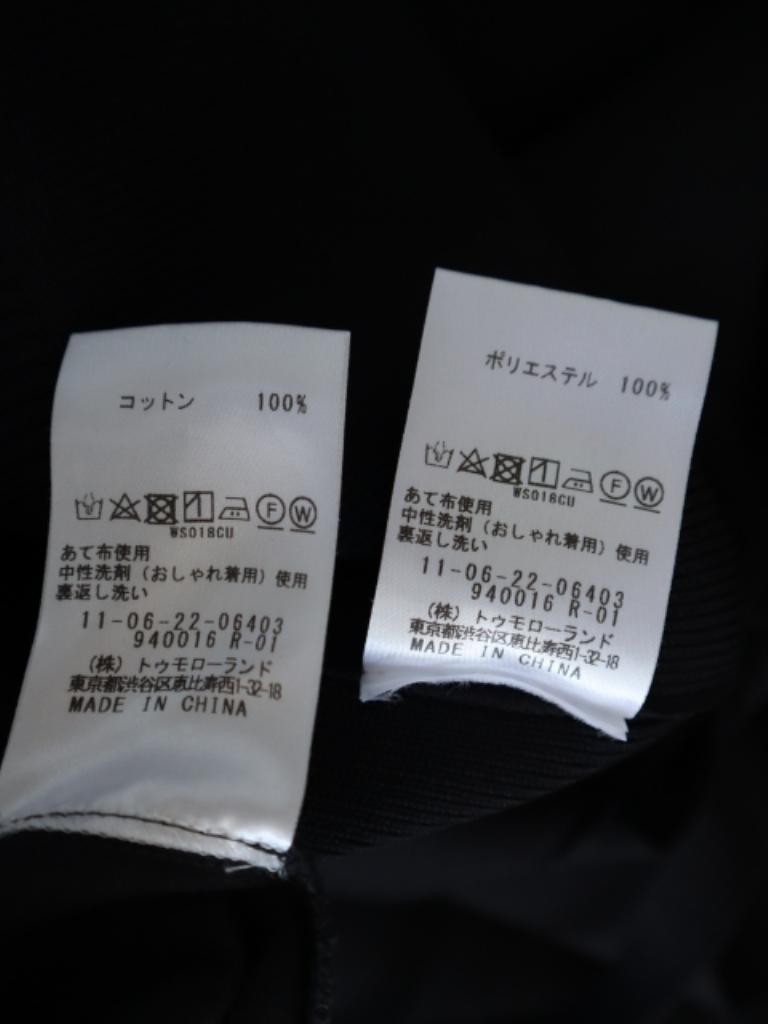 コットン 100%
F W
WS018CU
あて布使用
中性洗剤（おしゃれ着用）使用
裏返し洗い
11-06-22-06403
940016 R-01
（株）トゥモローランド
東京都渋谷区恵比寿西1-32-18
MADE IN CHINA
ポリエステル 100%
F W
WS018CU
あて布使用
中性洗剤（おしゃれ着用）使用
裏返し洗い
11-06-22-06403
940016 R-01
（株）トゥモローランド
東京都渋谷区恵比寿西1-32-18
MADE IN CHINA